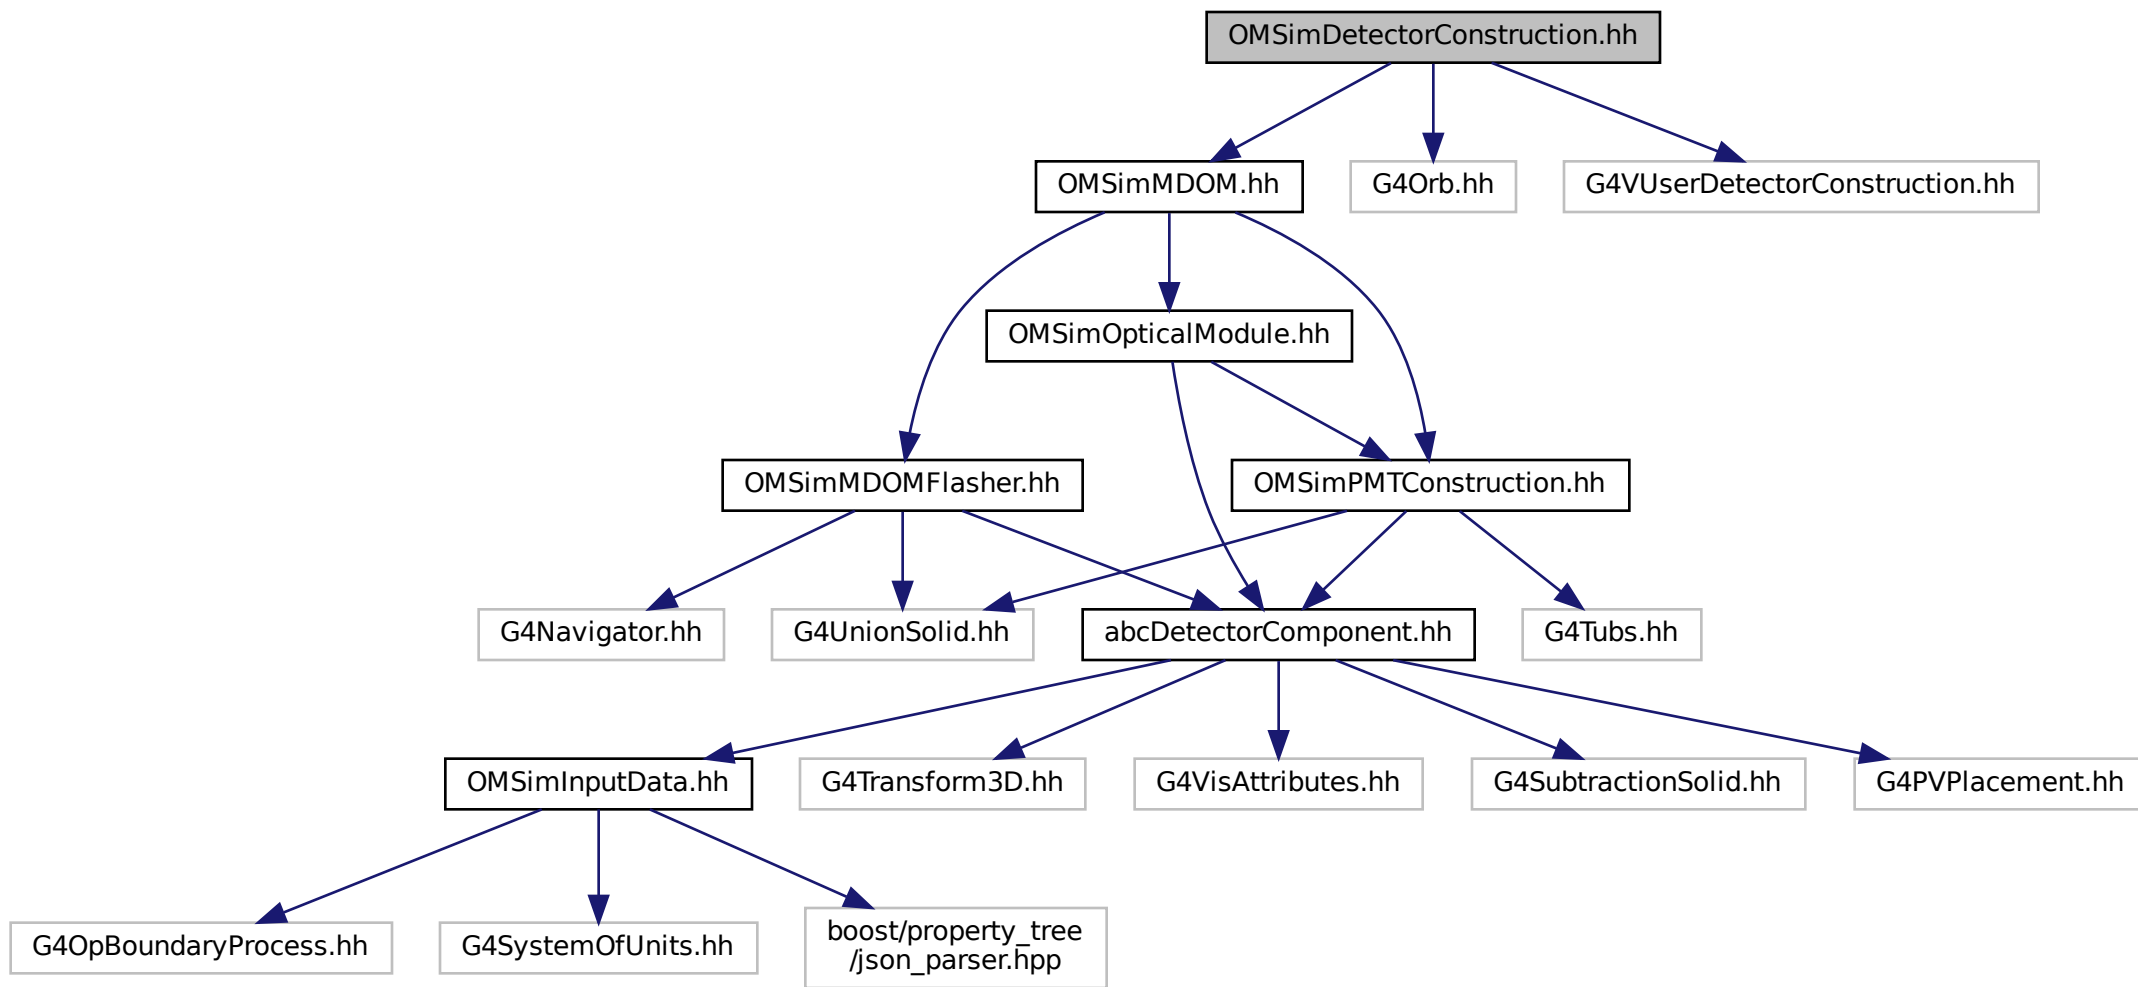 OMSimDetectorConstruction.hh
OMSimMDOM.hh
G4Orb.hh
G4VUserDetectorConstruction.hh
OMSimOpticalModule.hh
OMSimMDOMFlasher.hh
OMSimPMTConstruction.hh
G4Navigator.hh
G4UnionSolid.hh
abcDetectorComponent.hh
G4Tubs.hh
OMSimInputData.hh
G4Transform3D.hh
G4VisAttributes.hh
G4SubtractionSolid.hh
G4PVPlacement.hh
G4OpBoundaryProcess.hh
G4SystemOfUnits.hh
boost/property_tree
/json_parser.hpp